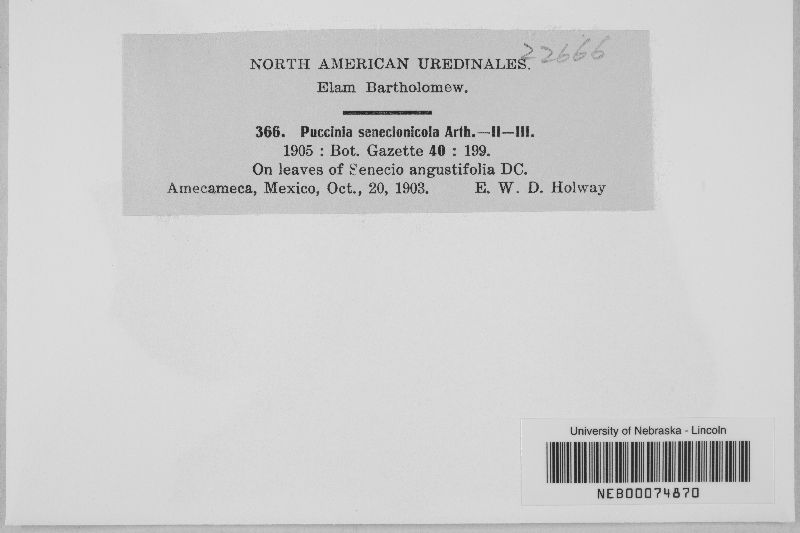 22666
NORTH AMERICAN UREDINALES.
Elam Bartholomew.
366. Puccinia senecionicola Arth.—II—III.
1905 : Bot. Gazette 40 : 199.
On leaves of Senecio angustifolia DC.
Amecameca, Mexico, Oct., 20, 1903. E. W. D. Holway
University of Nebraska - Lincoln
NEB00074870